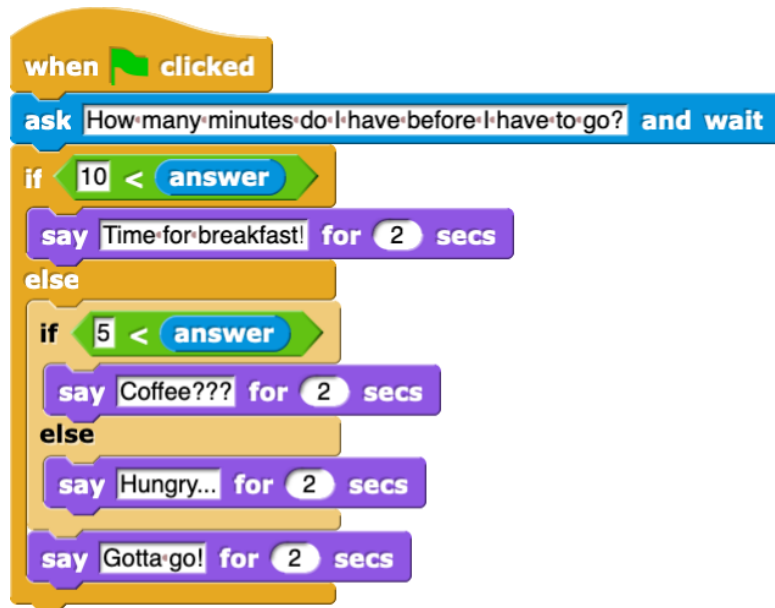 when clicked
ask How many minutes do I have before I have to go? and wait
if 10 < answer
say Time for breakfast! for 2 secs
else
if 5 < answer
say Coffee??? for 2 secs
else
say Hungry... for 2 secs
say Gotta go! for 2 secs